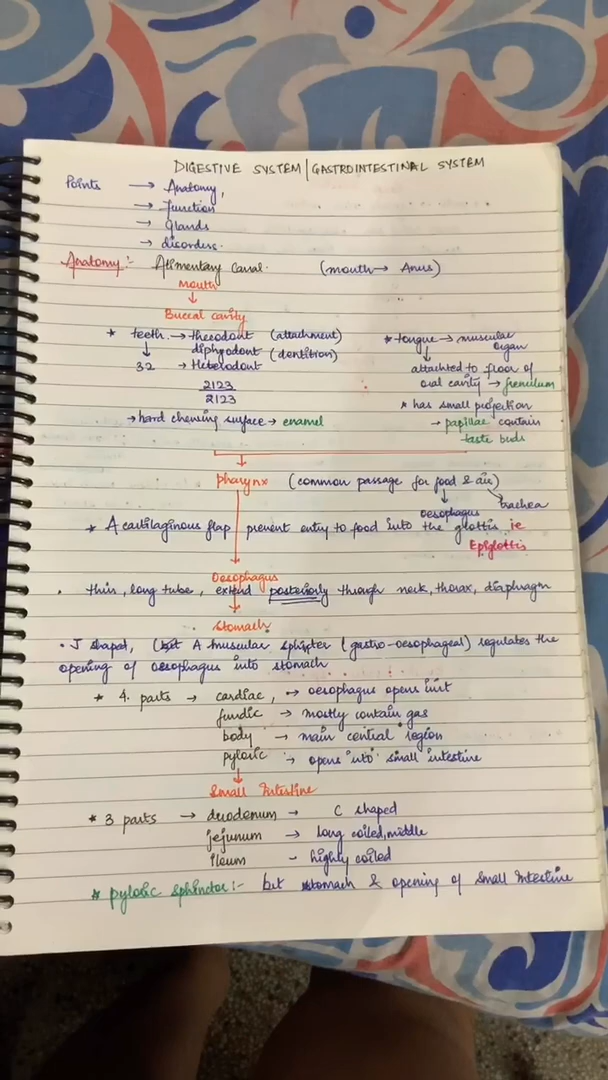 DIGESTIVE SYSTEM | GASTROINTESTINAL SYSTEM
Points → Anatomy,
→ function
→ glands
→ disorders.
Anatomy:- Alimentary canal. (mouth → Anus)
Mouth
↓
Buccal cavity
* teeth → thecodont (attachment)
↓ diphyodont (dentition)
32 → Heterodont
2123
2123
→ hard chewing surface → enamel
* tongue → muscular organ
↓
attachted to floor of
oral cavity → frenulum
* has small projection
→ papillae contain
taste buds
pharynx (common passage for food & air)
oesophagus trachea
* A cartilaginous flap prevent entry to food into the glottis ie
Epiglottis
Oesophagus
. thin, long tube, extend posteriorly through neck, thorax, diaphragm
Stomach
. J shaped, A muscular sphicter (gastro-oesophageal) regulates the
opening of oesophagus into stomach
* 4. parts → cardiac, → oesophagus opens
fundic → mostly contain gas
body → main central region
pyloric → opens into small intestine
Small Intestine
* 3 parts → duodenum → C shaped
jejunum → long coiled, middle
ileum - highly coiled
* pyloric sphinctor:- bet stomach & opening of small Intestine